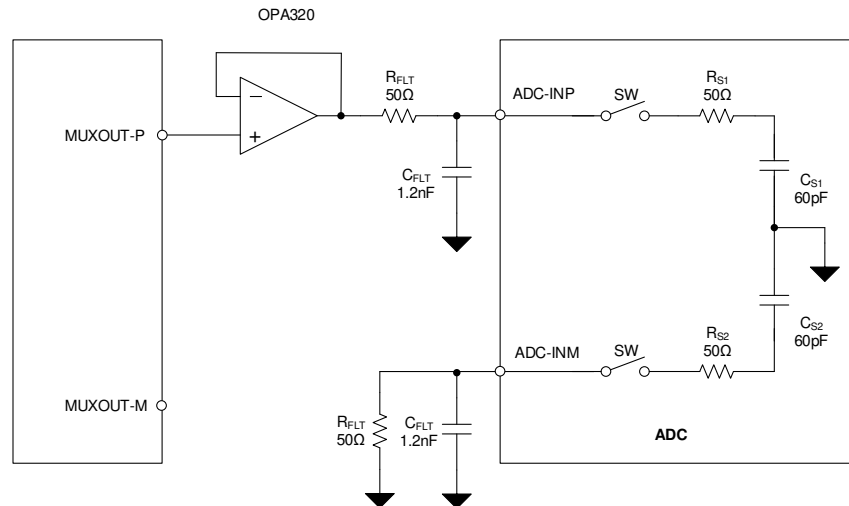 OPA320
MUXOUT-P
MUXOUT-M
−
+
RFLT
50Ω
CFLT
1.2nF
ADC-INP
SW
RS1
50Ω
CS1
60pF
CS2
60pF
ADC-INM
SW
RS2
50Ω
RFLT
50Ω
CFLT
1.2nF
ADC